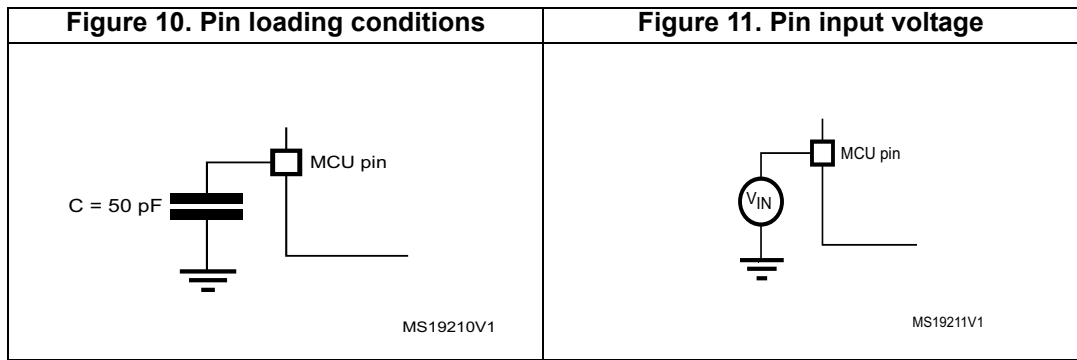 Figure 10. Pin loading conditions
Figure 11. Pin input voltage
MCU pin
C = 50 pF
MS19210V1
MCU pin
VIN
MS19211V1